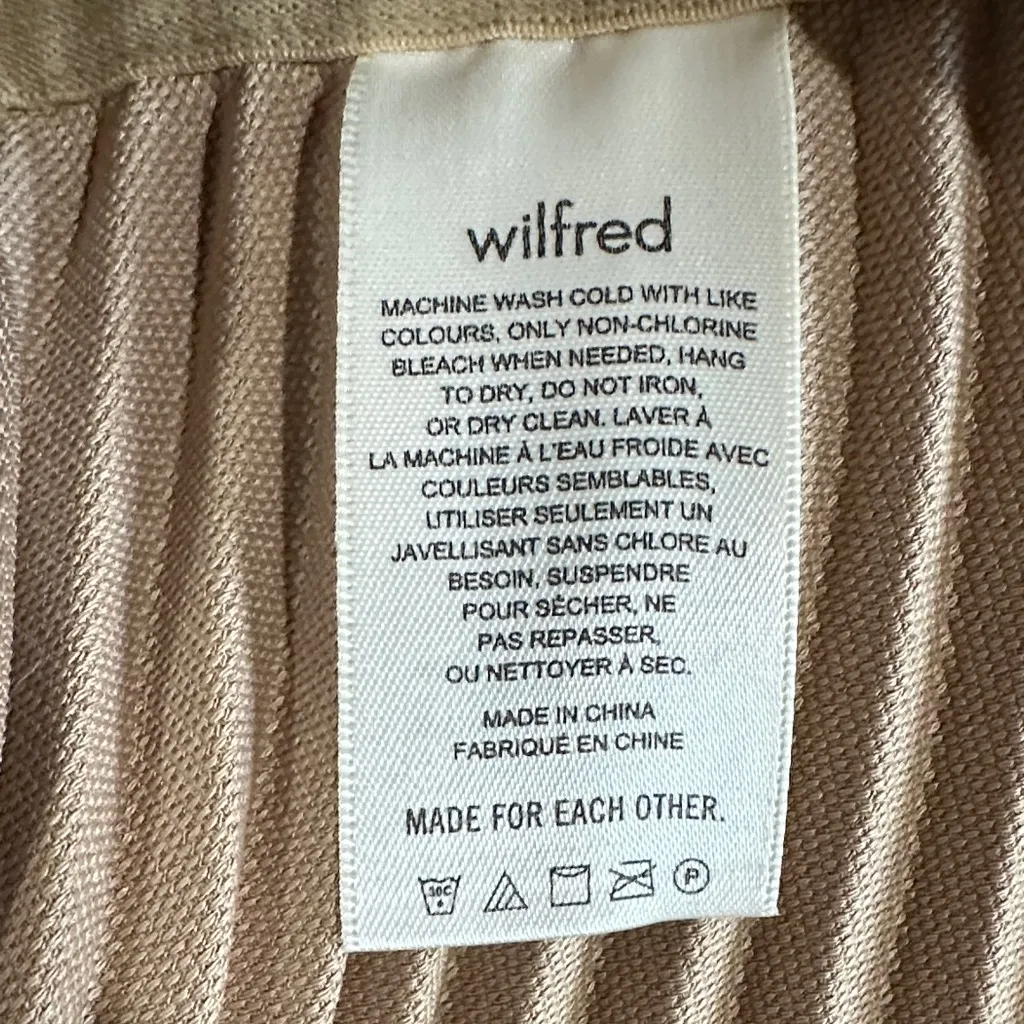 wilfred
MACHINE WASH COLD WITH LIKE
COLOURS, ONLY NON-CHLORINE
BLEACH WHEN NEEDED, HANG
TO DRY, DO NOT IRON,
OR DRY CLEAN. LAVER À
LA MACHINE À L'EAU FROIDE AVEC
COULEURS SEMBLABLES,
UTILISER SEULEMENT UN
JAVELLISANT SANS CHLORE AU
BESOIN, SUSPENDRE
POUR SÉCHER, NE
PAS REPASSER,
OU NETTOYER À SEC.
MADE IN CHINA
FABRIQUÉ EN CHINE
MADE FOR EACH OTHER.
30C P